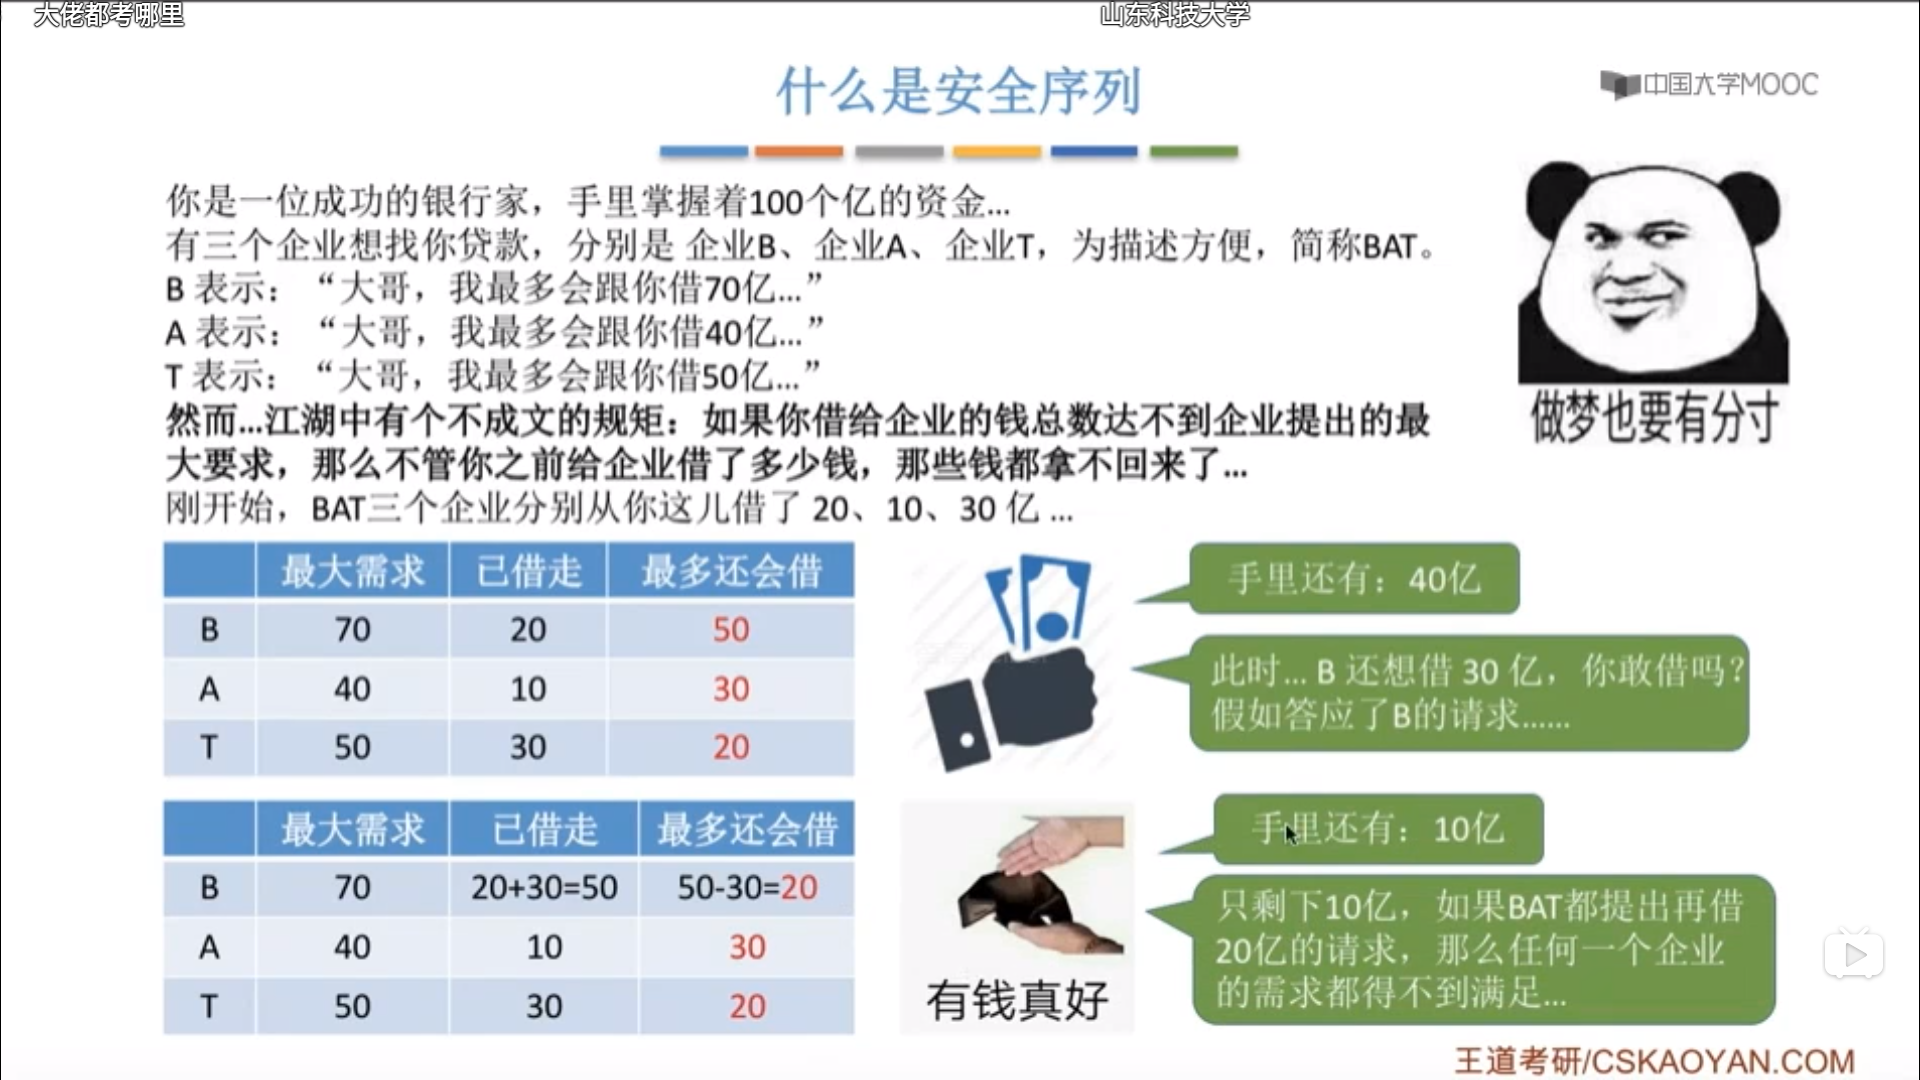 大佬都考哪里
山东科技大学
什么是安全序列
中国大学MOOC
你是一位成功的银行家，手里掌握着100个亿的资金...
有三个企业想找你贷款，分别是 企业B、企业A、企业T，为描述方便，简称BAT。
B 表示：“大哥，我最多会跟你借70亿...”
A 表示：“大哥，我最多会跟你借40亿...”
T 表示：“大哥，我最多会跟你借50亿...”
然而...江湖中有个不成文的规矩：如果你借给企业的钱总数达不到企业提出的最
大要求，那么不管你之前给企业借了多少钱，那些钱都拿不回来了...
刚开始，BAT三个企业分别从你这儿借了 20、10、30 亿 ...
做梦也要有分寸
最大需求 已借走 最多还会借
B 70 20 50
A 40 10 30
T 50 30 20
手里还有：40亿
此时... B 还想借 30 亿，你敢借吗？
假如答应了B的请求......
最大需求 已借走 最多还会借
B 70 20+30=50 50-30=20
A 40 10 30
T 50 30 20
有钱真好
手里还有：10亿
只剩下10亿，如果BAT都提出再借
20亿的请求，那么任何一个企业
的需求都得不到满足...
王道考研/CSKAOYAN.COM